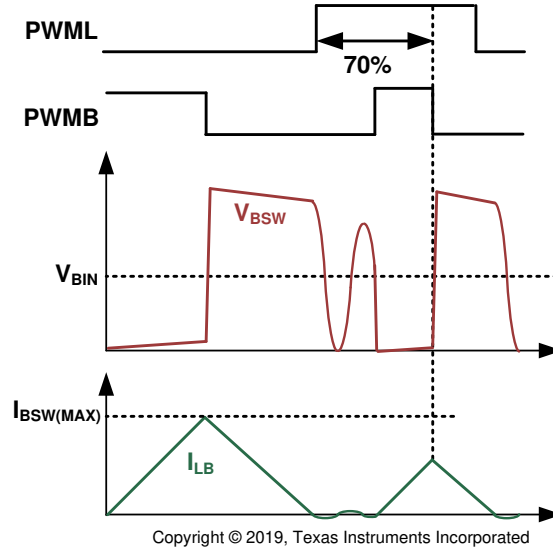 PWML
70%
PWMB
VBSW
VBIN
IBSW(MAX)
ILB
Copyright © 2019, Texas Instruments Incorporated